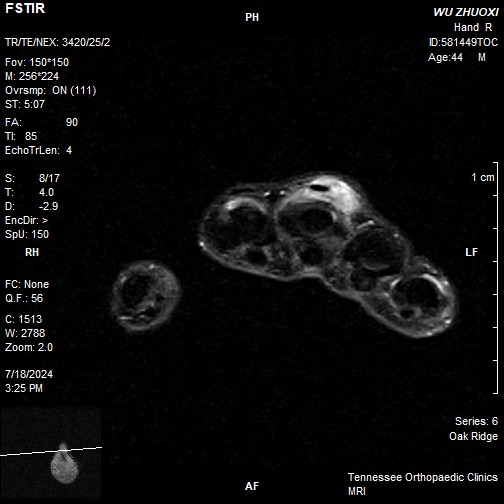 FSTIR
PH
WU ZHUOXI
Hand R
TR/TE/NEX: 3420/25/2
ID:581449TOC
Age:44 M
Fov: 150*150
M: 256*224
Ovrsmp: ON (111)
ST: 5:07
FA: 90
TI: 85
EchoTrLen: 4
S: 8/17
1 cm
T: 4.0
D: -2.9
EncDir: >
SpU: 150
RH
LF
FC: None
Q.F.: 56
C: 1513
W: 2788
Zoom: 2.0
7/18/2024
3:25 PM
Series: 6
Oak Ridge
Tennessee Orthopaedic Clinics
AF
MRI